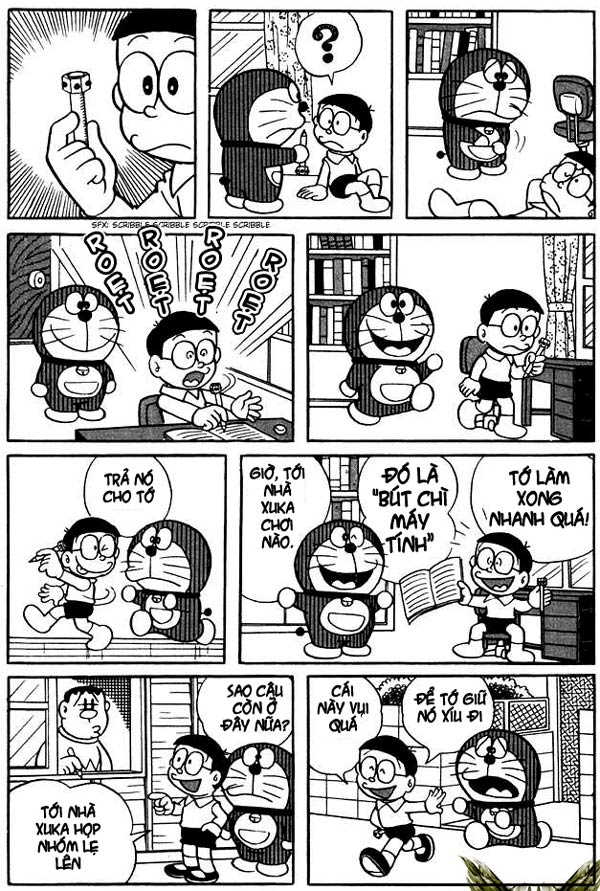 ?
SFX: SCRIBBLE SCRIBBLE SCRIBBLE SCRIBBLE
ROET
ROET
ROET
ROET
TỚ LÀM
XONG
NHANH QUÁ!
ĐÓ LÀ
"BÚT CHÌ
MÁY
TÍNH"
GIỜ, TỚI
NHÀ
XUKA
CHƠI
NÀO.
TRẢ NÓ
CHO TỚ
ĐỂ TỚ GIỮ
NÓ XÍU ĐI
CÁI
NÀY VỤI
QUÁ
SAO CẬU
CÒN Ở
ĐÂY NỮA?
TỚI NHÀ
XUKA HỌP
NHÓM LẸ
LÊN